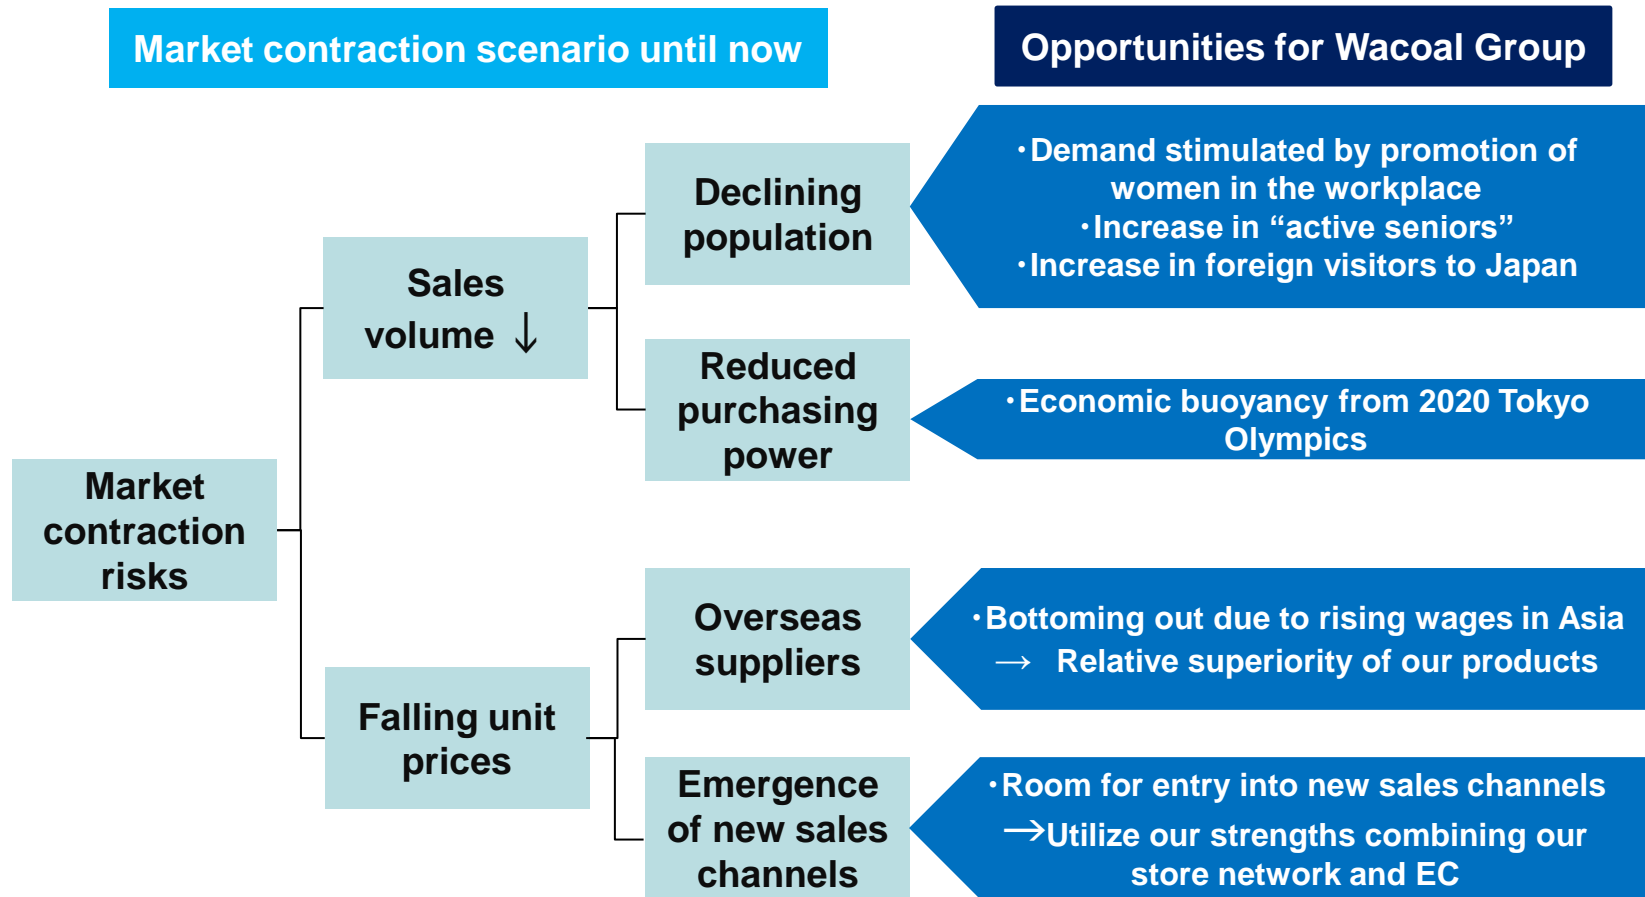 Market contraction scenario until now
Opportunities for Wacoal Group
Market
contraction
risks
Sales
volume ↓
Falling unit
prices
Declining
population
Reduced
purchasing
power
Overseas
suppliers
Emergence
of new sales
channels
・Demand stimulated by promotion of
women in the workplace
・Increase in “active seniors”
・Increase in foreign visitors to Japan
・Economic buoyancy from 2020 Tokyo
Olympics
・Bottoming out due to rising wages in Asia
→ Relative superiority of our products
・Room for entry into new sales channels
→Utilize our strengths combining our
store network and EC